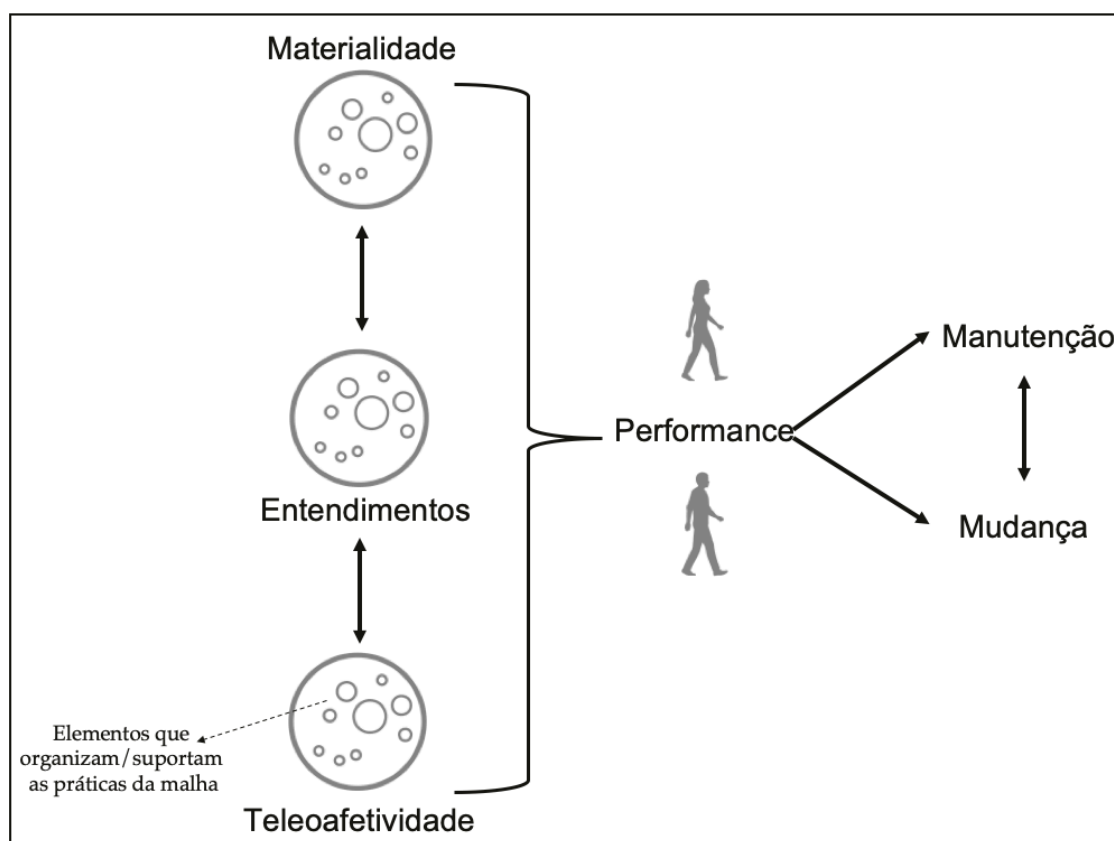 Materialidade
Manutenção
Performance
Entendimentos
Mudança
Elementos que
organizam/suportam
as práticas da malha
Teleoafetividade